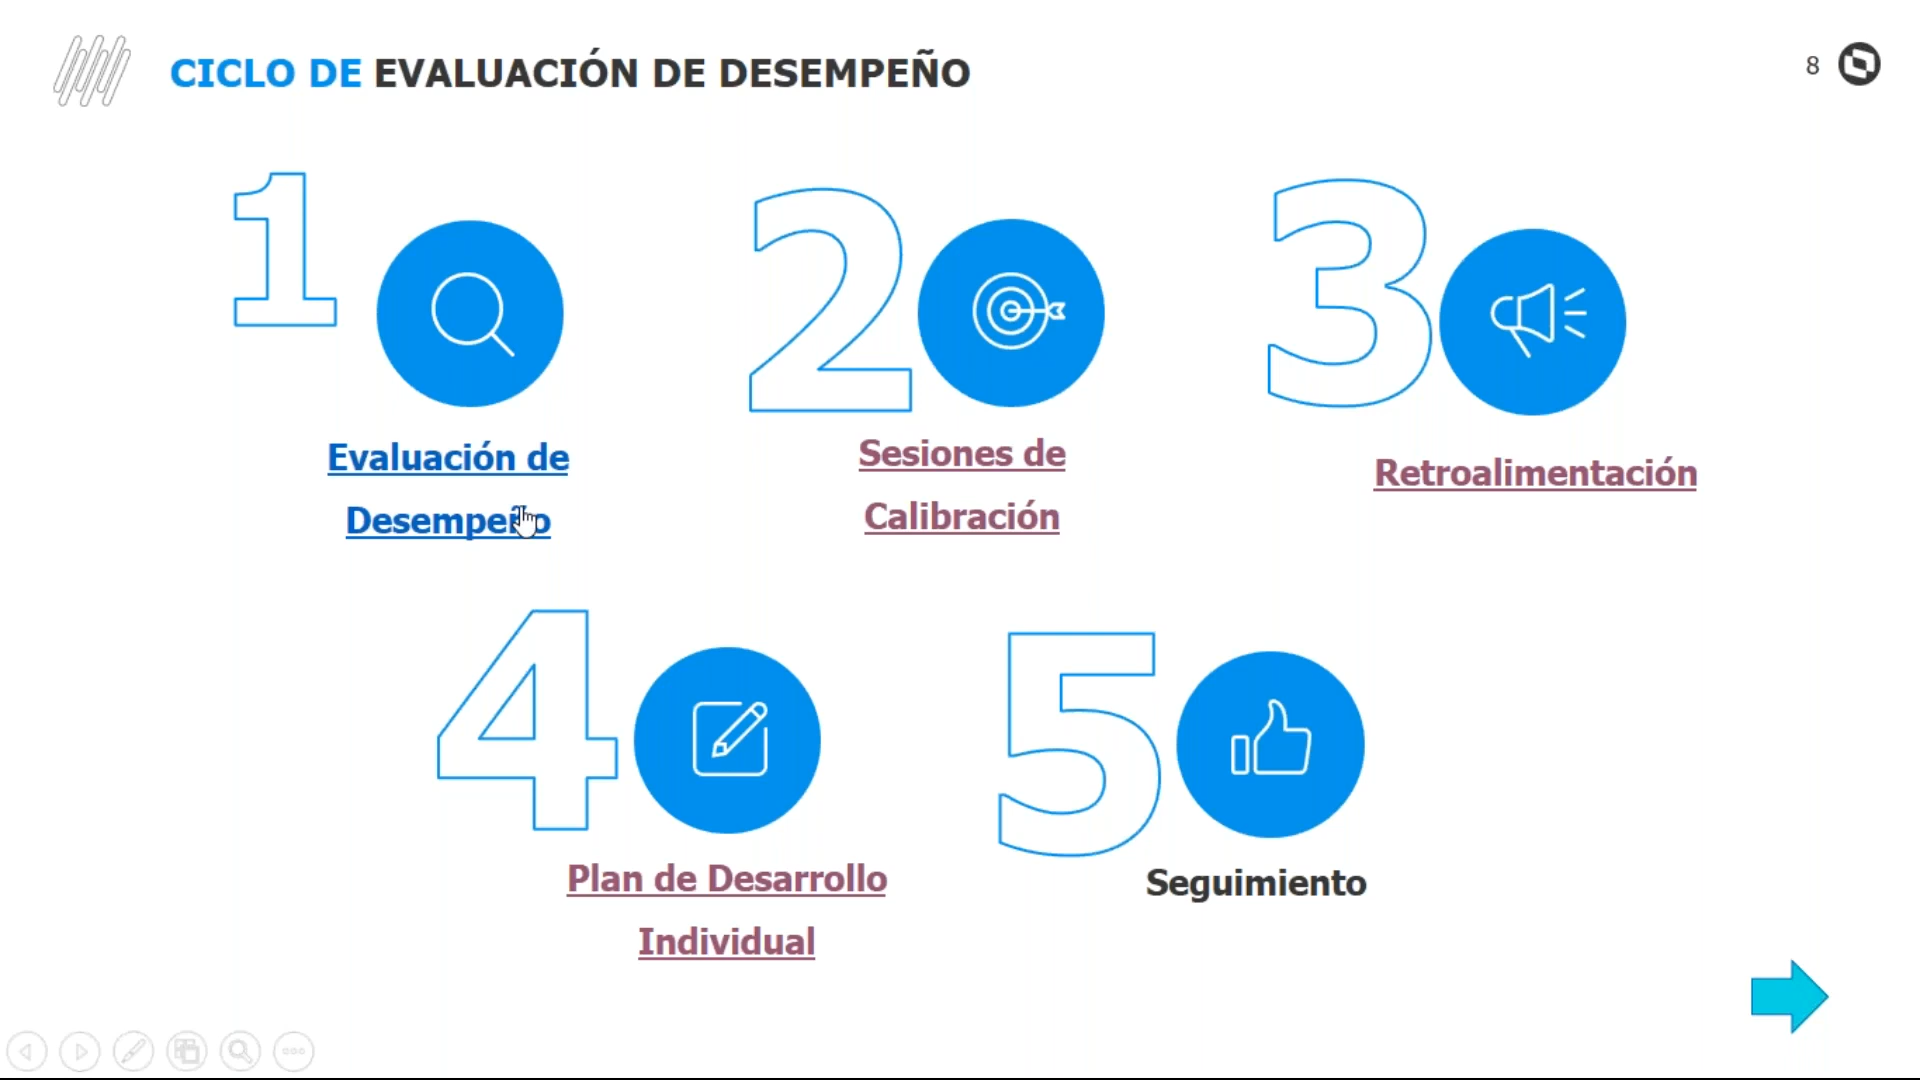 CICLO DE EVALUACIÓN DE DESEMPEÑO
8
1
Evaluación de
Desempeño
2
Sesiones de
Calibración
3
Retroalimentación
4
Plan de Desarrollo
Individual
5
Seguimiento